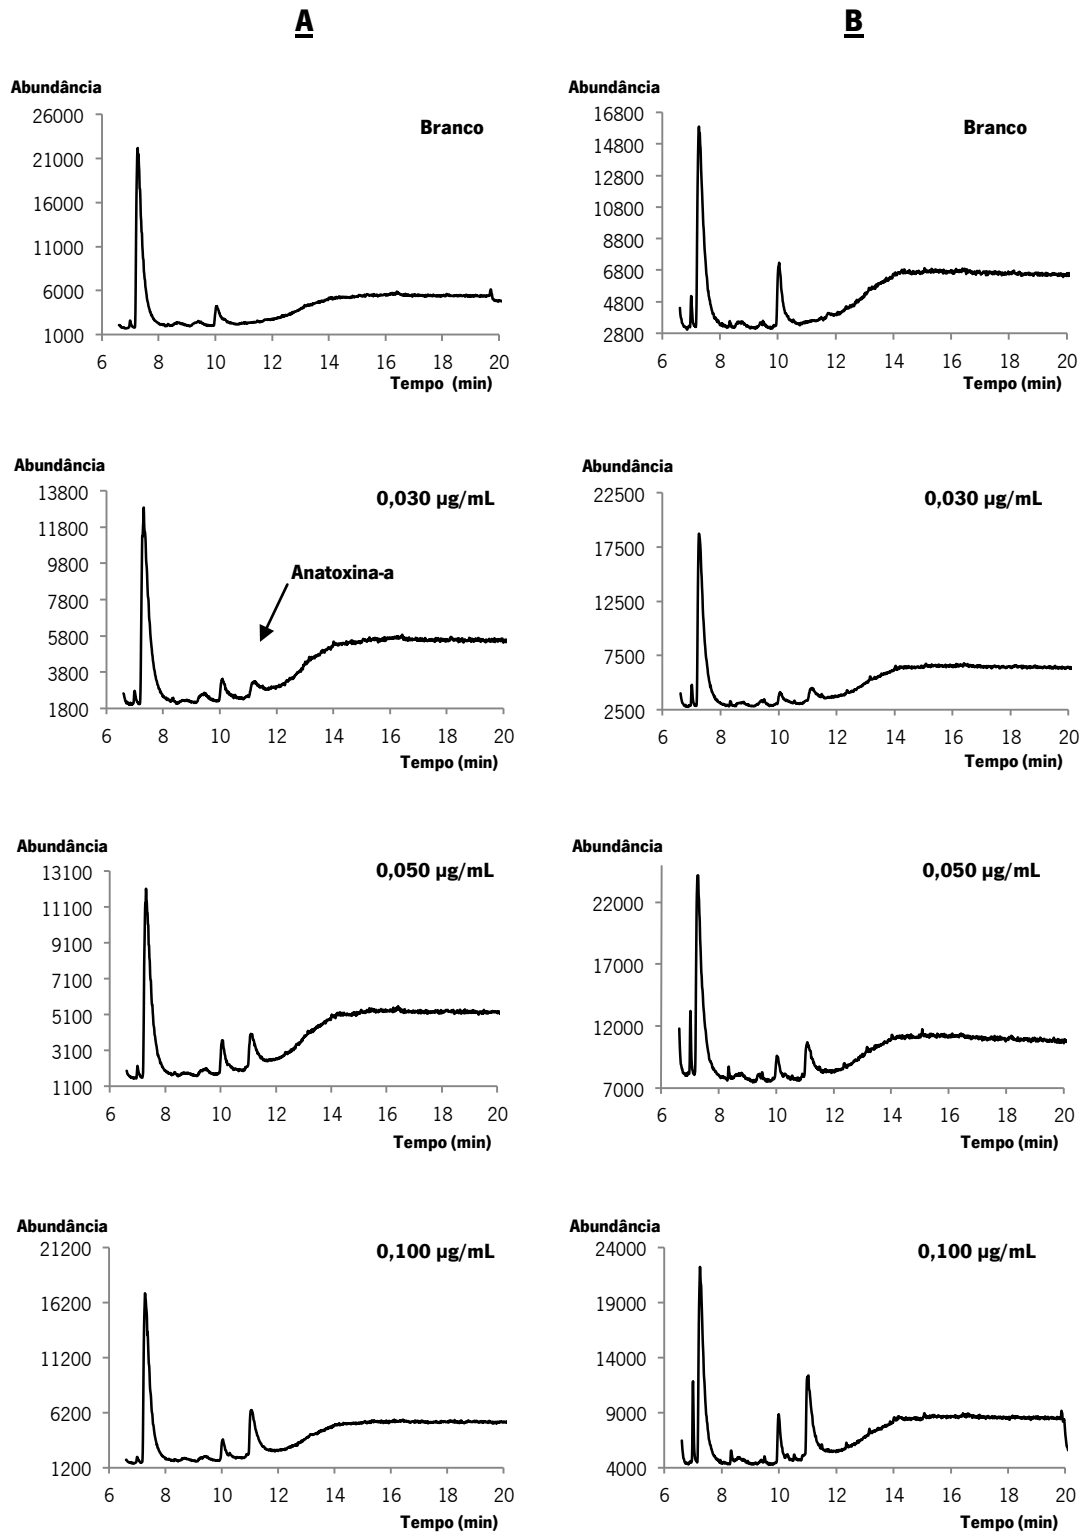 A
B
Abundância
26000
21000
16000
11000
6000
1000
6 8 10 12 14 16 18 20
Tempo (min)
Branco
Abundância
16800
14800
12800
10800
8800
6800
4800
2800
6 8 10 12 14 16 18 20
Tempo (min)
Branco
Abundância
13800
11800
9800
7800
5800
3800
1800
6 8 10 12 14 16 18 20
Tempo (min)
0,030 µg/mL
Anatoxina-a
Abundância
22500
17500
12500
7500
2500
6 8 10 12 14 16 18 20
Tempo (min)
0,030 µg/mL
Abundância
13100
11100
9100
7100
5100
3100
1100
6 8 10 12 14 16 18 20
Tempo (min)
0,050 µg/mL
Abundância
22000
17000
12000
7000
6 8 10 12 14 16 18 20
Tempo (min)
0,050 µg/mL
Abundância
21200
16200
11200
6200
1200
6 8 10 12 14 16 18 20
Tempo (min)
0,100 µg/mL
Abundância
24000
19000
14000
9000
4000
6 8 10 12 14 16 18 20
Tempo (min)
0,100 µg/mL